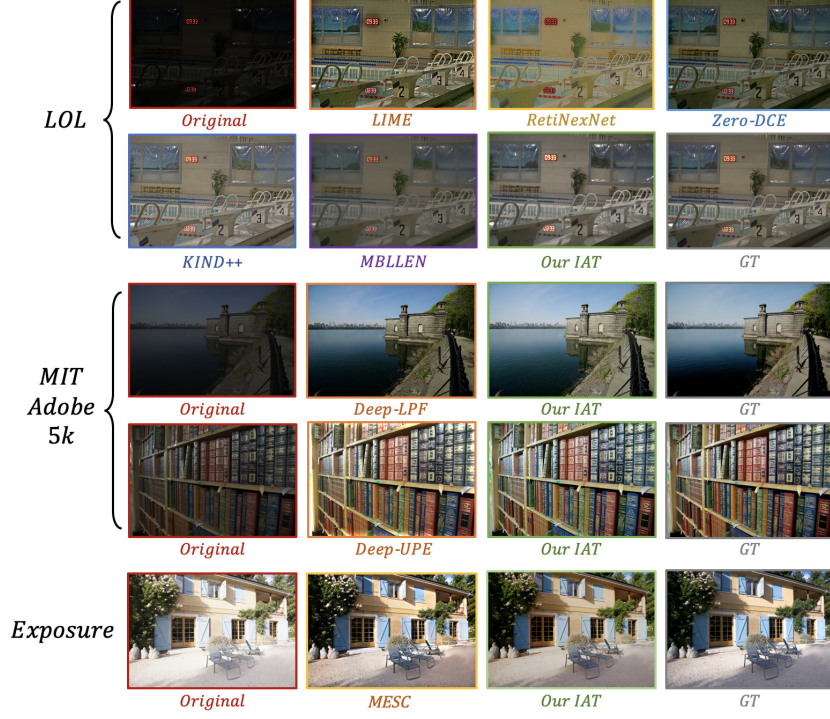 LOL
Original LIME RetiNexNet Zero-DCE
KIND++ MBLLEN Our IAT GT
MIT
Adobe
5k
Original Deep-LPF Our IAT GT
Original Deep-UPE Our IAT GT
Exposure
Original MESC Our IAT GT